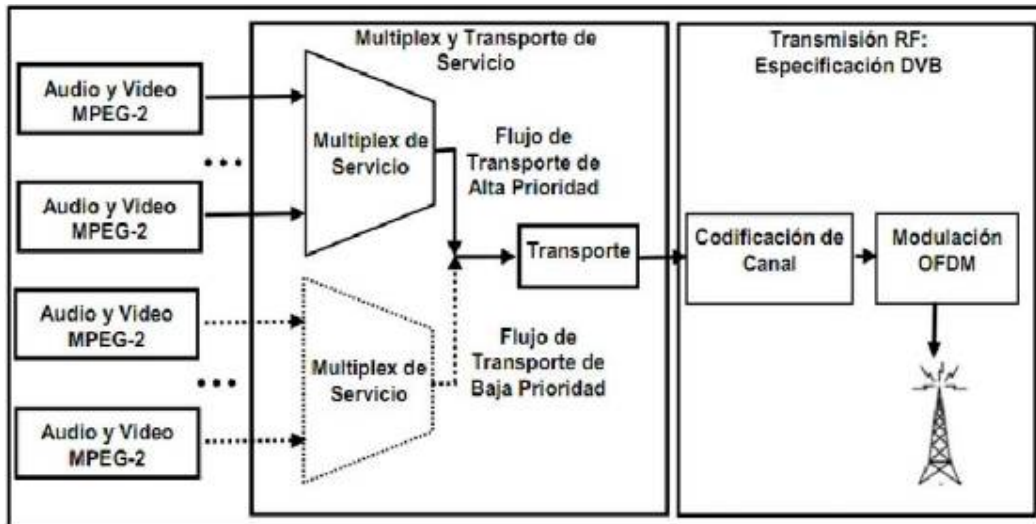 Audio y Video
MPEG-2
Audio y Video
MPEG-2
Audio y Video
MPEG-2
Audio y Video
MPEG-2
Multiplex y Transporte de
Servicio
Multiplex de
Servicio
Flujo de
Transporte de
Alta Prioridad
Transporte
Multiplex de
Servicio
Flujo de
Transporte de
Baja Prioridad
Transmisión RF:
Especificación DVB
Codificación de
Canal
Modulación
OFDM